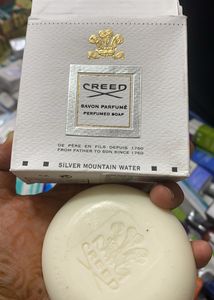 CREED
SAVON PARFUMÉ
PERFUMED SOAP
DE PÈRE EN FILS DEPUIS 1760
FROM FATHER TO SON SINCE 1760
SILVER MOUNTAIN WATER
CREED